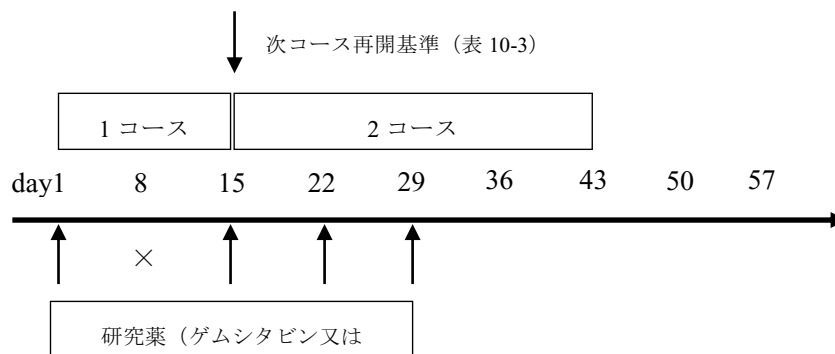 次コース再開基準（表 10-3）
1 コース 2 コース
day1 8 15 22 29 36 43 50 57
×
研究薬（ゲムシタビン又は